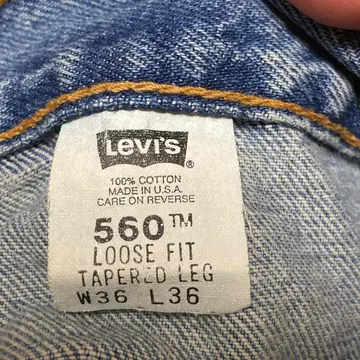 Levi's ®
100% COTTON
MADE IN U.S.A.
CARE ON REVERSE
560™
LOOSE FIT
TAPERED LEG
W36 L36